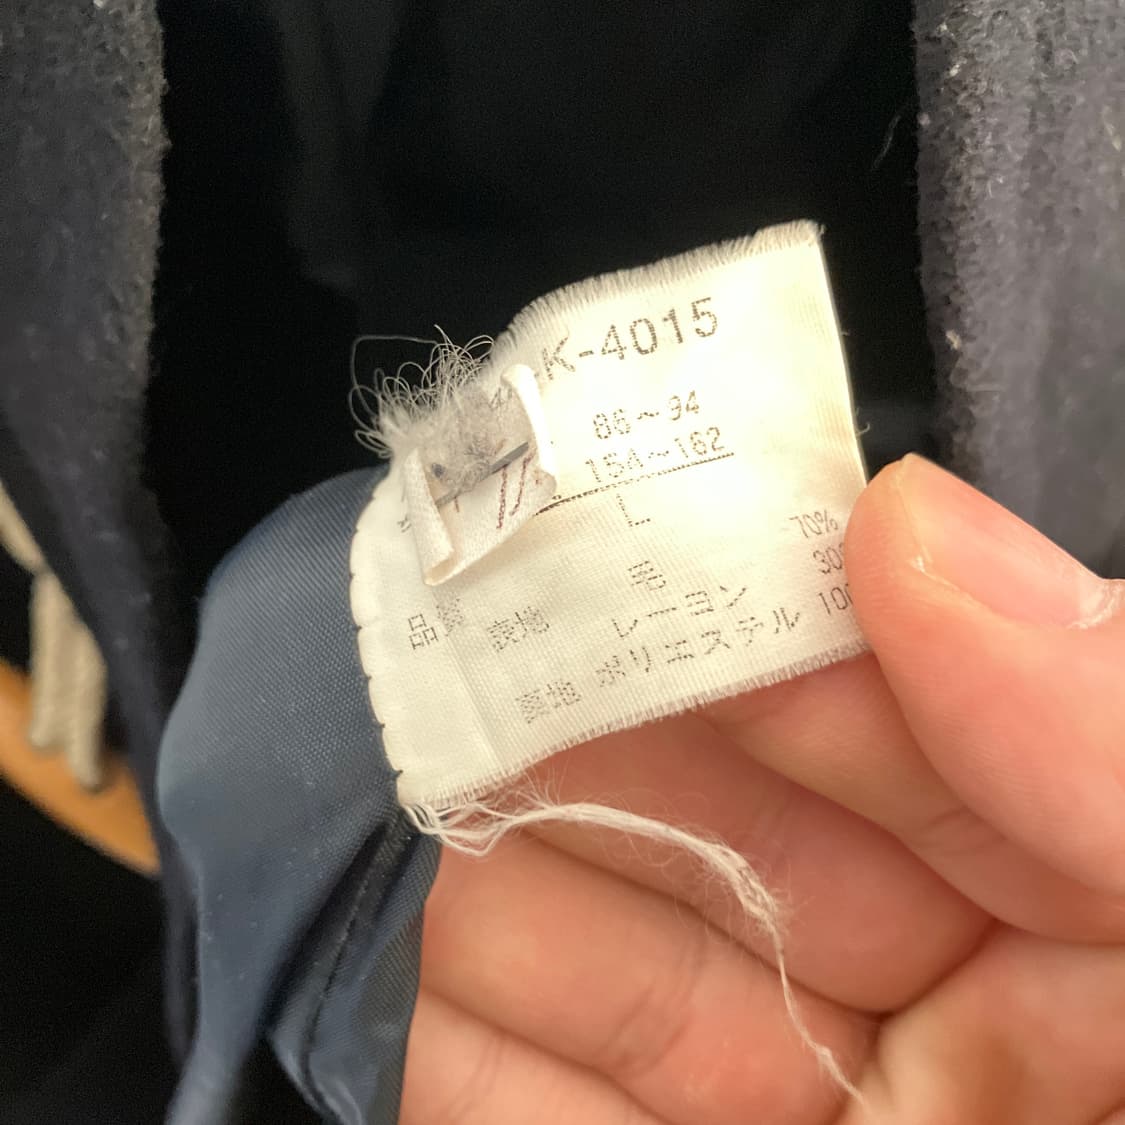 K-4015
86~94
154~162
L
品質 表地 毛 70%
レーヨン 30
裏地 ポリエステル 100